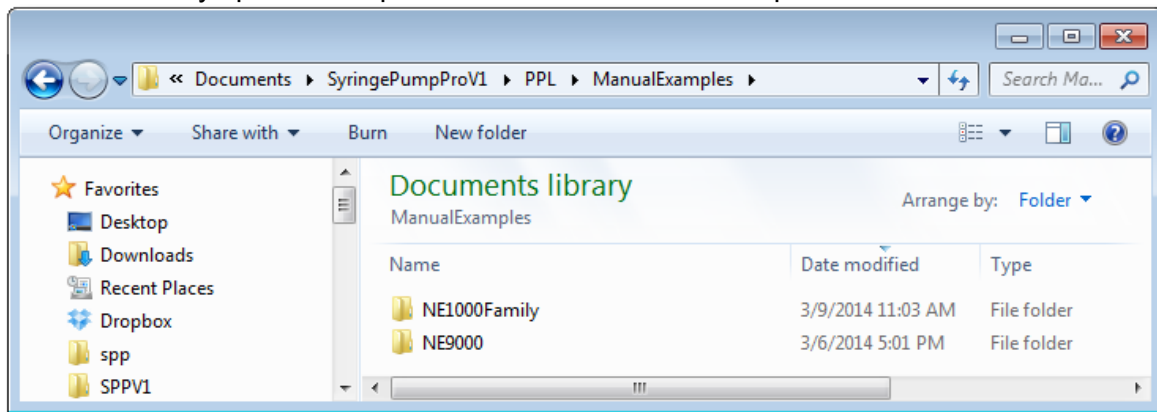 « Documents ▸ SyringePumpProV1 ▸ PPL ▸ ManualExamples ▸
Search Ma...
Organize Share with Burn New folder
Favorites
Desktop
Downloads
Recent Places
Dropbox
spp
SPPV1
Documents library
ManualExamples
Arrange by: Folder
Name Date modified Type
NE1000Family 3/9/2014 11:03 AM File folder
NE9000 3/6/2014 5:01 PM File folder